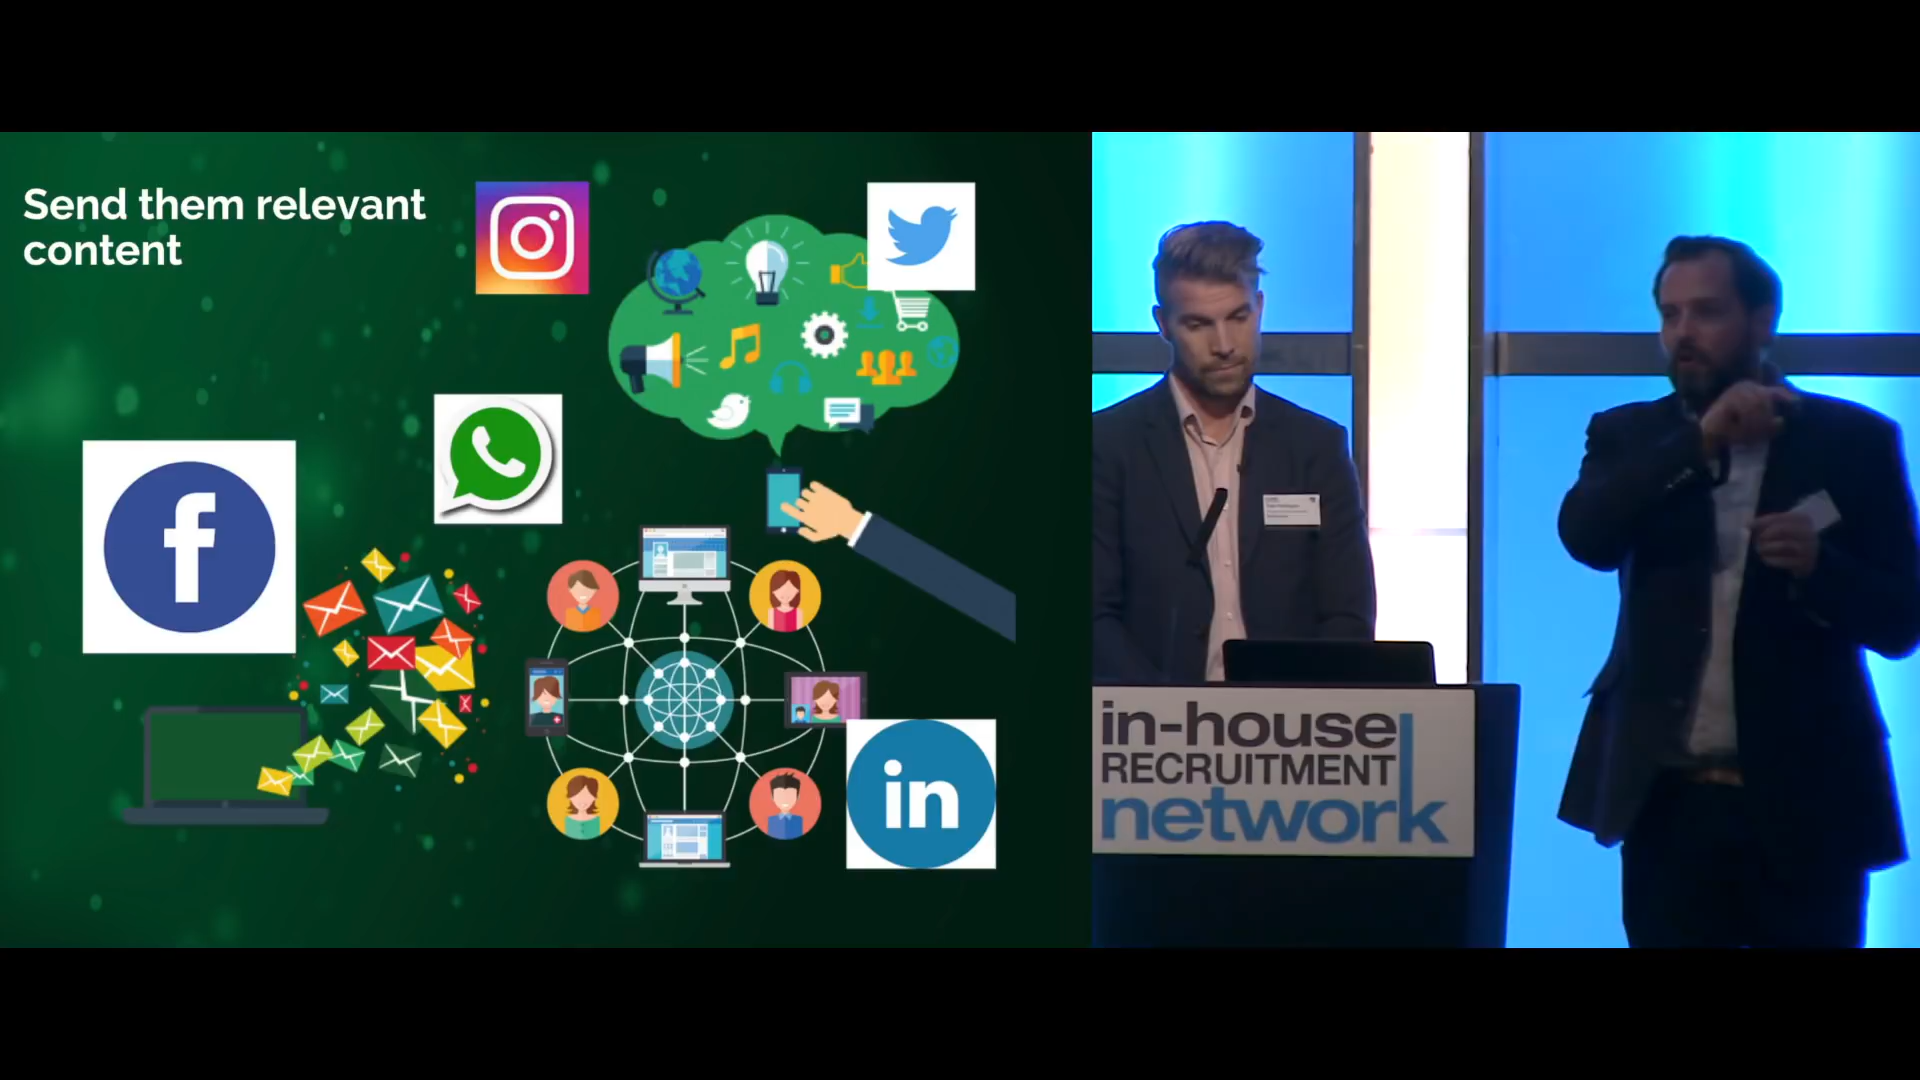 Send them relevant
content
f
in
in-house
RECRUITMENT
network